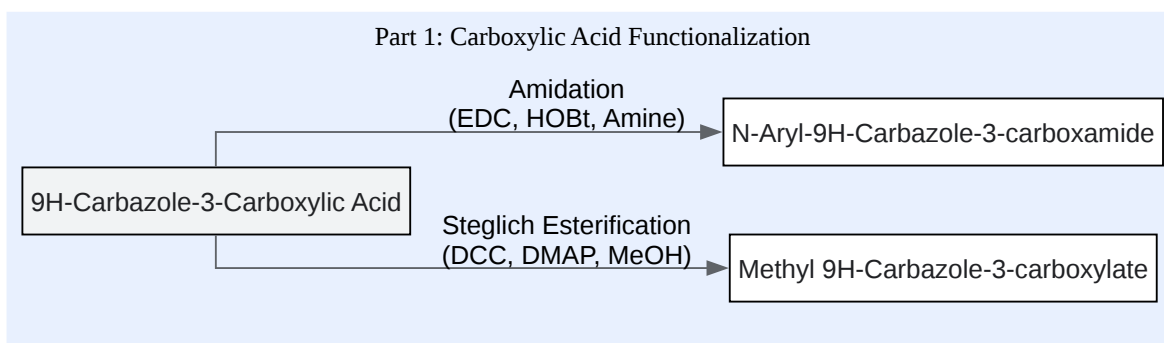 Part 1: Carboxylic Acid Functionalization
Amidation
(EDC, HOBt, Amine)
N-Aryl-9H-Carbazole-3-carboxamide
9H-Carbazole-3-Carboxylic Acid
Steglich Esterification
(DCC, DMAP, MeOH)
Methyl 9H-Carbazole-3-carboxylate